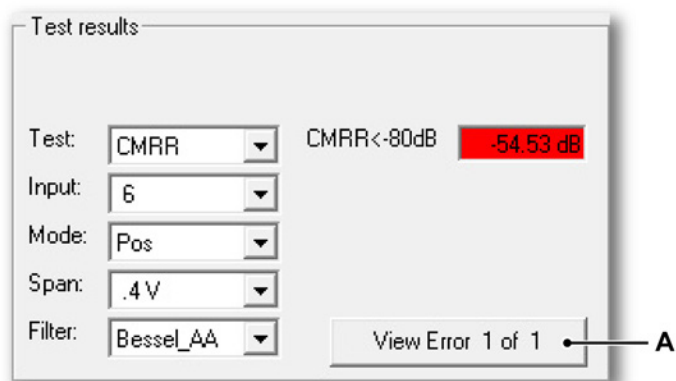 Test results
Test: CMRR CMRR<-80dB -54.53 dB
Input: 6
Mode: Pos
Span: .4 V
Filter: Bessel_AA View Error 1 of 1 A